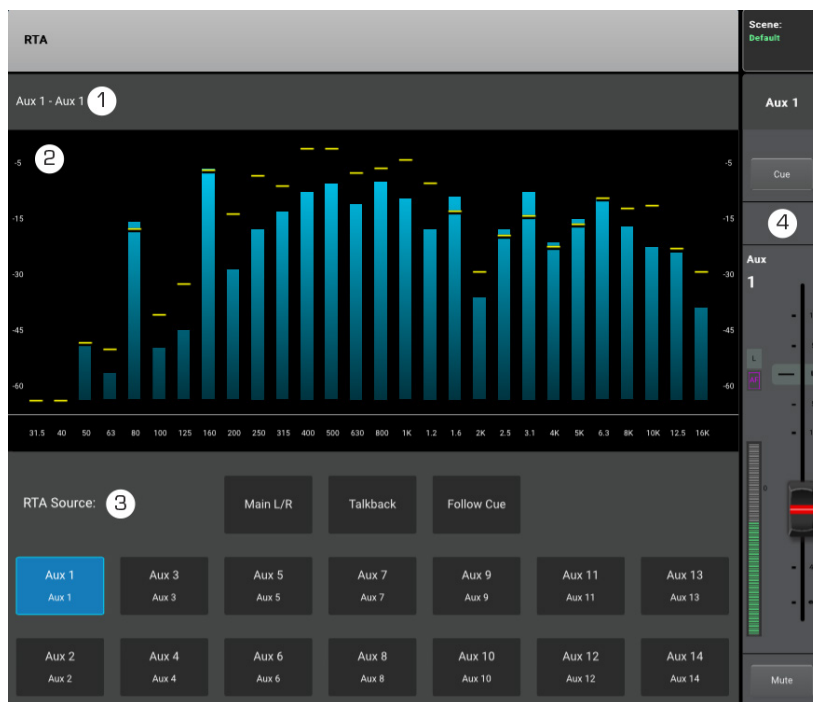 RTA
Scene:
Default
Aux 1 - Aux 1 1
Aux 1
2
-5 -5
Cue
-15 -15
4
Aux
1
-30 -30
-45 -45
L
-60 -60
31.5 40 50 63 80 100 125 160 200 250 315 400 500 630 800 1K 1.2 1.6 2K 2.5 3.1 4K 5K 6.3 8K 10K 12.5 16K
RTA Source: 3 Main L/R Talkback Follow Cue
0
Aux 1 Aux 3 Aux 5 Aux 7 Aux 9 Aux 11 Aux 13
Aux 1 Aux 3 Aux 5 Aux 7 Aux 9 Aux 11 Aux 13
Aux 2 Aux 4 Aux 6 Aux 8 Aux 10 Aux 12 Aux 14
Aux 2 Aux 4 Aux 6 Aux 8 Aux 10 Aux 12 Aux 14
Mute